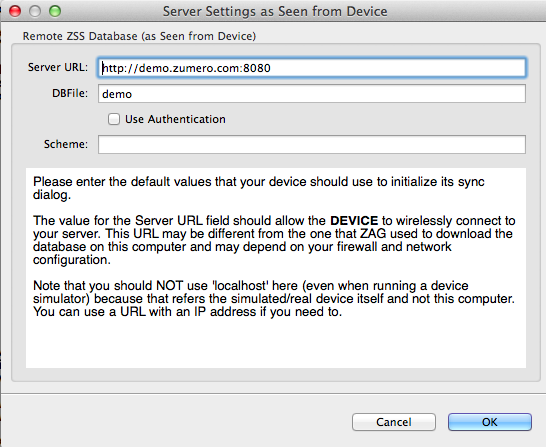 Server Settings as Seen from Device
Remote ZSS Database (as Seen from Device)
Server URL: http://demo.zumero.com:8080
DBFile: demo
Use Authentication
Scheme:
Please enter the default values that your device should use to initialize its sync
dialog.
The value for the Server URL field should allow the DEVICE to wirelessly connect to
your server. This URL may be different from the one that ZAG used to download the
database on this computer and may depend on your firewall and network
configuration.
Note that you should NOT use 'localhost' here (even when running a device
simulator) because that refers the simulated/real device itself and not this computer.
You can use a URL with an IP address if you need to.
Cancel OK